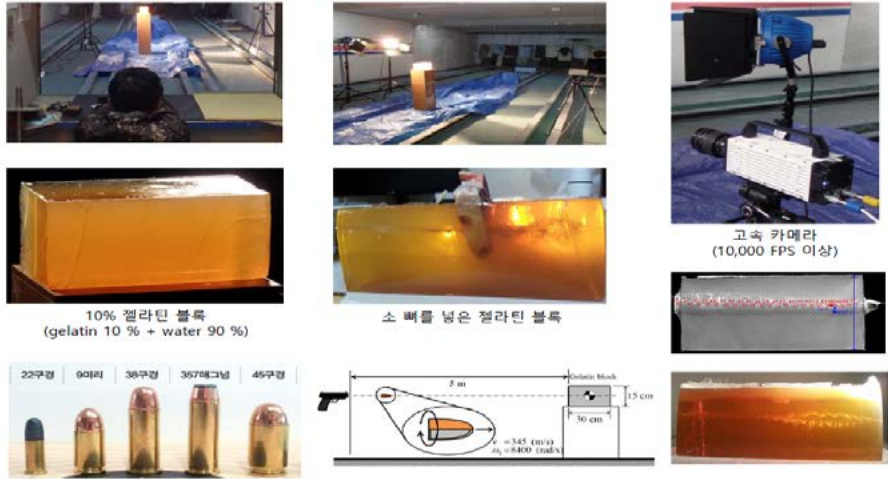 고속 카메라
(10,000 FPS 이상)
10% 젤라틴 블록
(gelatin 10 % + water 90 %)
소 뼈를 넣은 젤라틴 블록
22구경
9미리
38구경
357매그넘
45구경
Gelatin block
5 m
15 cm
30 cm
= 345 (m/s)
= 8400 (rad/s)